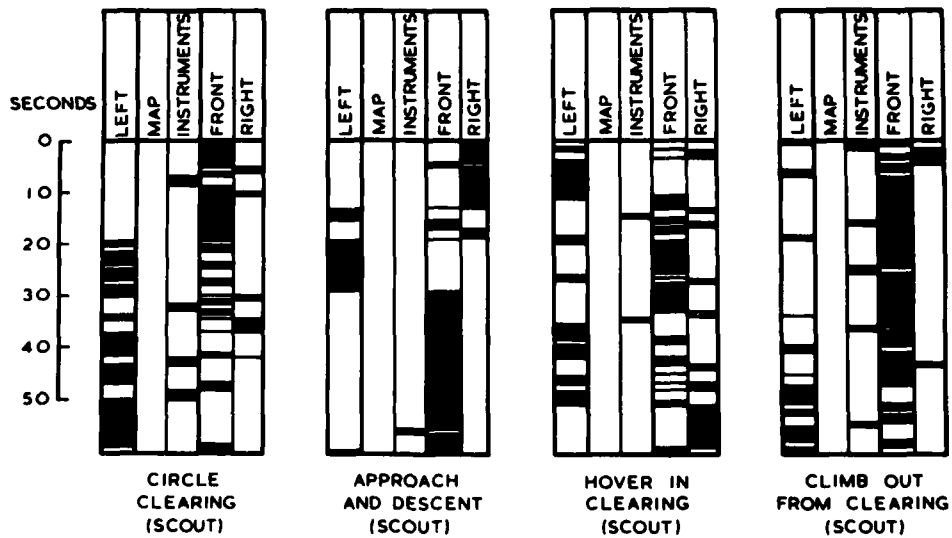 SECONDS
LEFT
MAP
INSTRUMENTS
FRONT
RIGHT
LEFT
MAP
INSTRUMENTS
FRONT
RIGHT
LEFT
MAP
INSTRUMENTS
FRONT
RIGHT
LEFT
MAP
INSTRUMENTS
FRONT
RIGHT
0
10
20
30
40
50
CIRCLE
CLEARING
(SCOUT)
APPROACH
AND DESCENT
(SCOUT)
HOVER IN
CLEARING
(SCOUT)
CLIMB OUT
FROM CLEARING
(SCOUT)